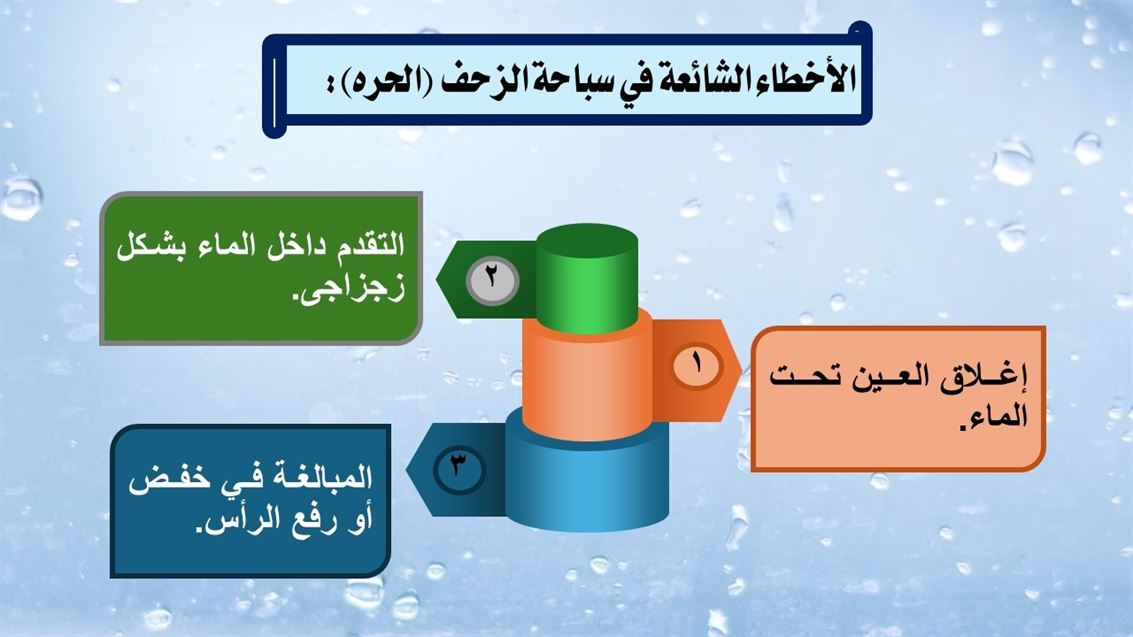 الأخطاء الشائعة في سباحة الزحف (الحره) :
١
إغلاق العين تحت
الماء.
٢
التقدم داخل الماء بشكل
زجزاجى.
٣
المبالغة في خفض
أو رفع الرأس.